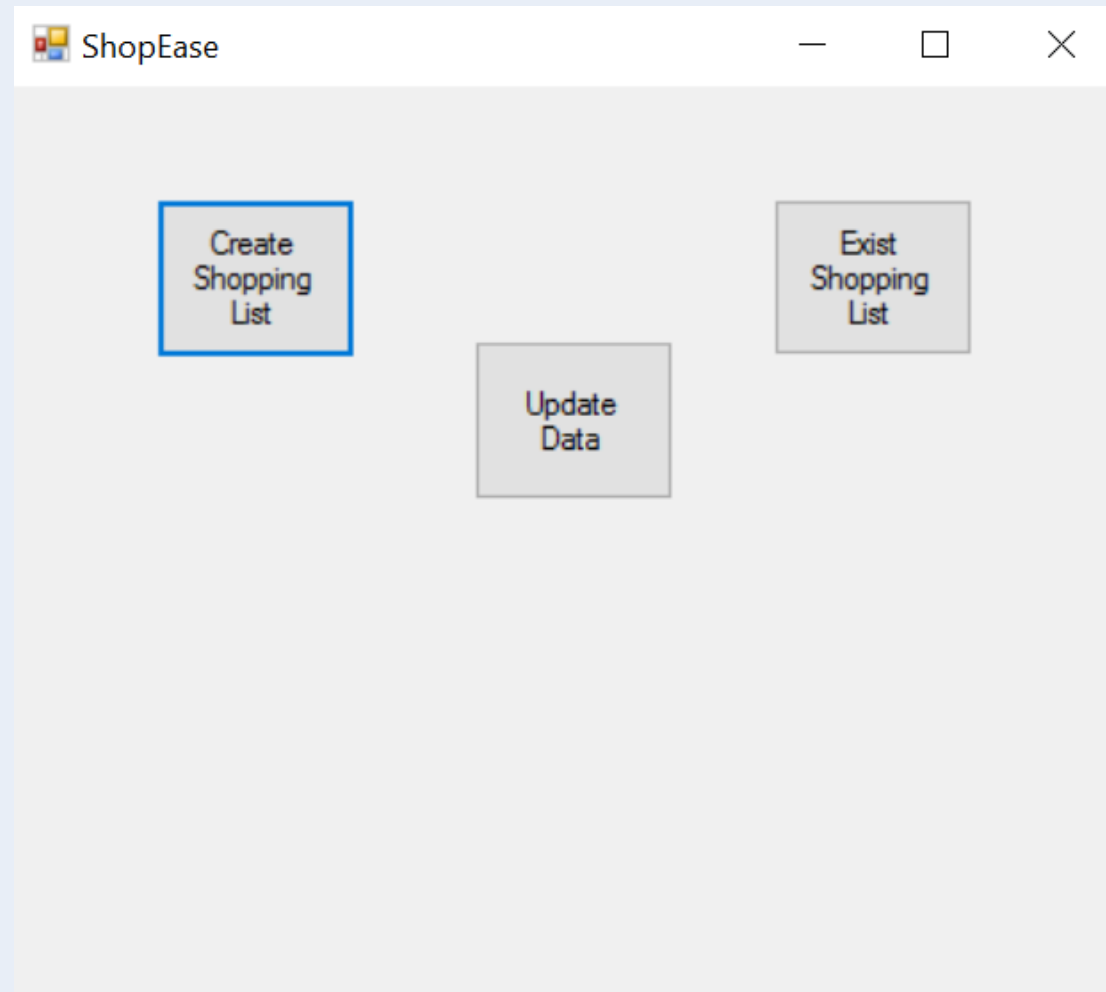 ShopEase
Create
Shopping
List
Exist
Shopping
List
Update
Data